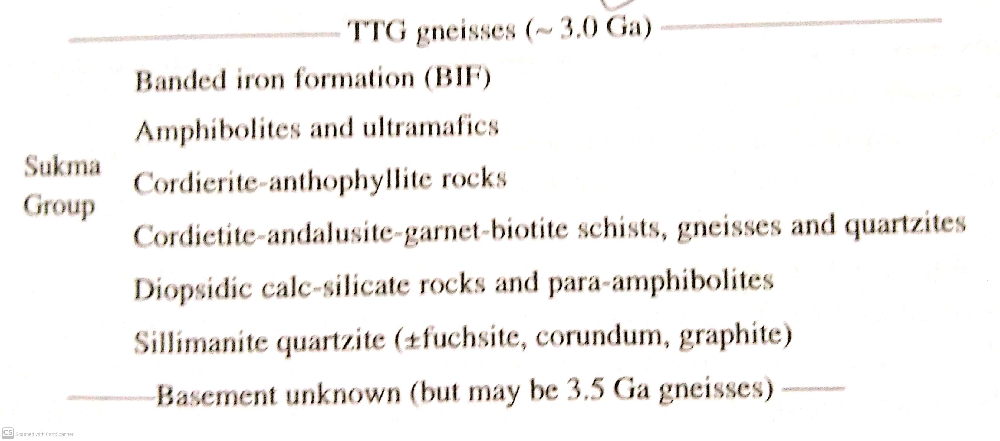 TTG gneisses (~ 3.0 Ga)
Banded iron formation (BIF)
Amphibolites and ultramafics
Sukma
Group
Cordierite-anthophyllite rocks
Cordietite-andalusite-garnet-biotite schists, gneisses and quartzites
Diopsidic calc-silicate rocks and para-amphibolites
Sillimanite quartzite (±fuchsite, corundum, graphite)
Basement unknown (but may be 3.5 Ga gneisses)
CS Scanned with CamScanner